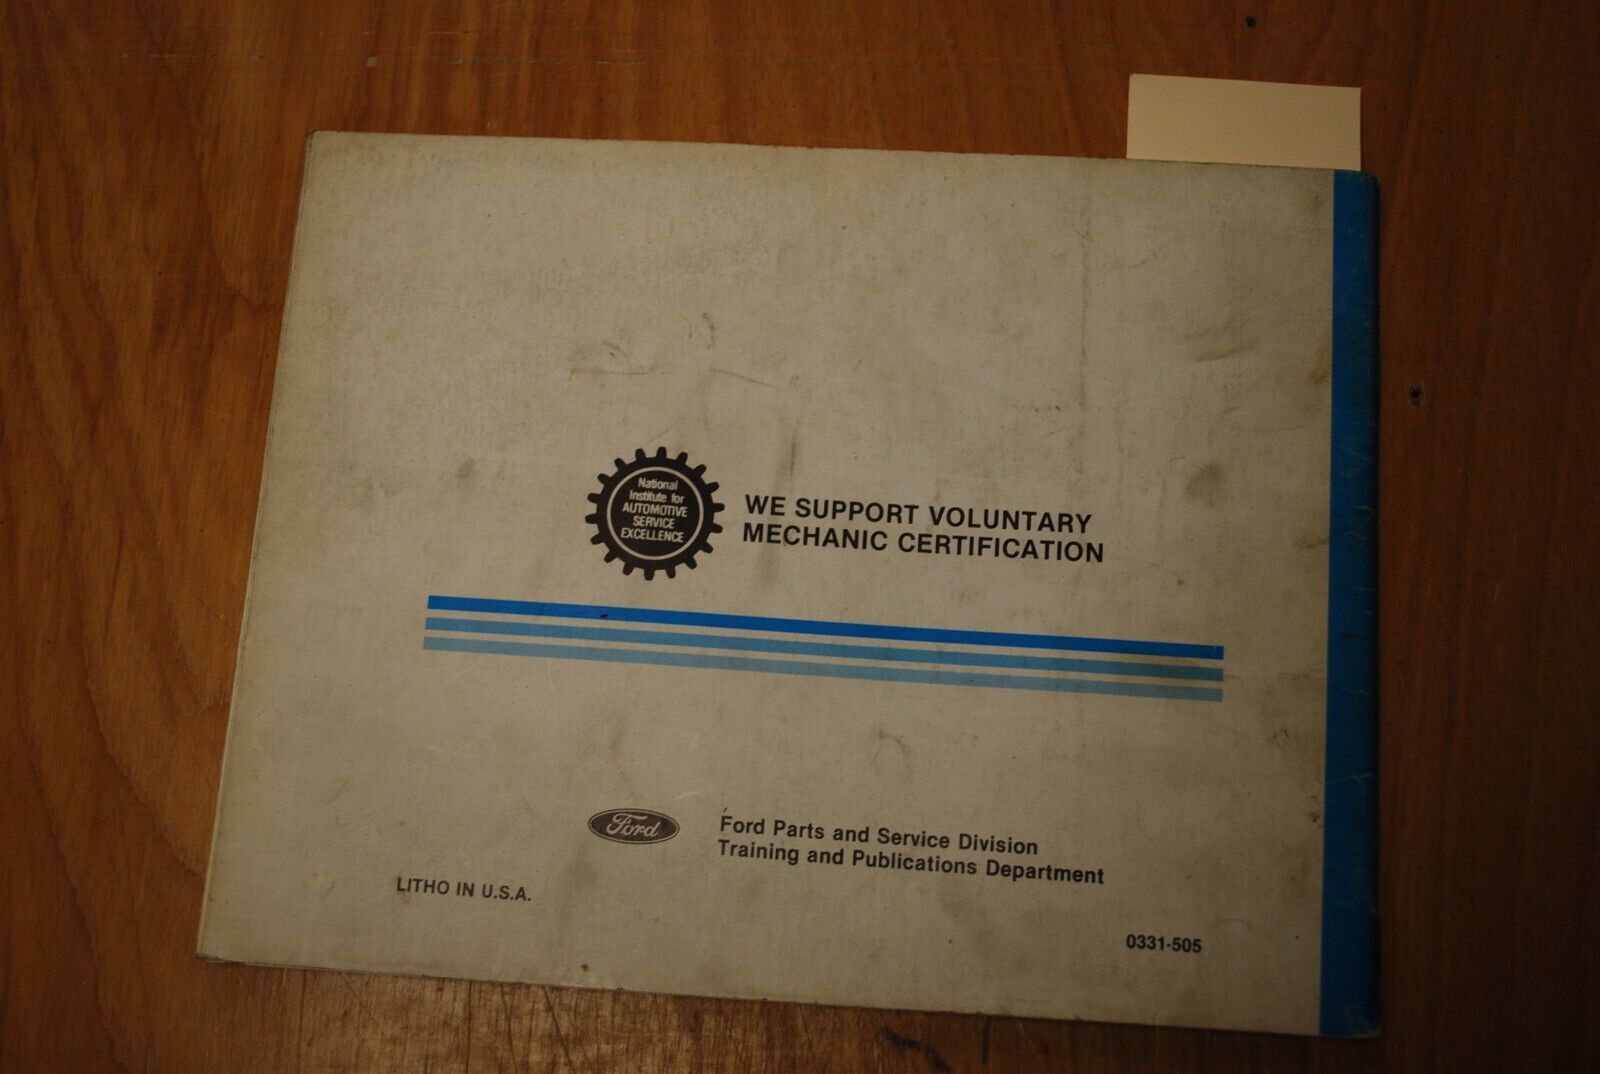 National
Institute for
AUTOMOTIVE
SERVICE
EXCELLENCE
WE SUPPORT VOLUNTARY
MECHANIC CERTIFICATION
Ford
Ford Parts and Service Division
Training and Publications Department
LITHO IN U.S.A.
0331-505